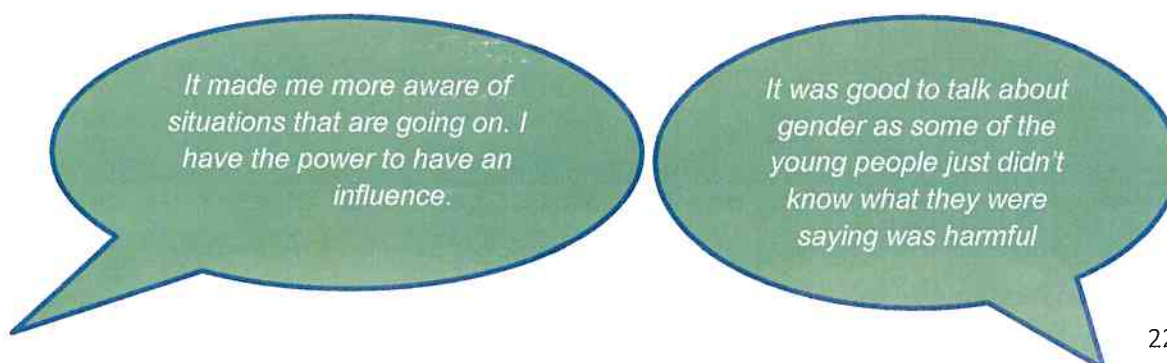 It made me more aware of
situations that are going on. I
have the power to have an
influence.
It was good to talk about
gender as some of the
young people just didn't
know what they were
saying was harmful
22